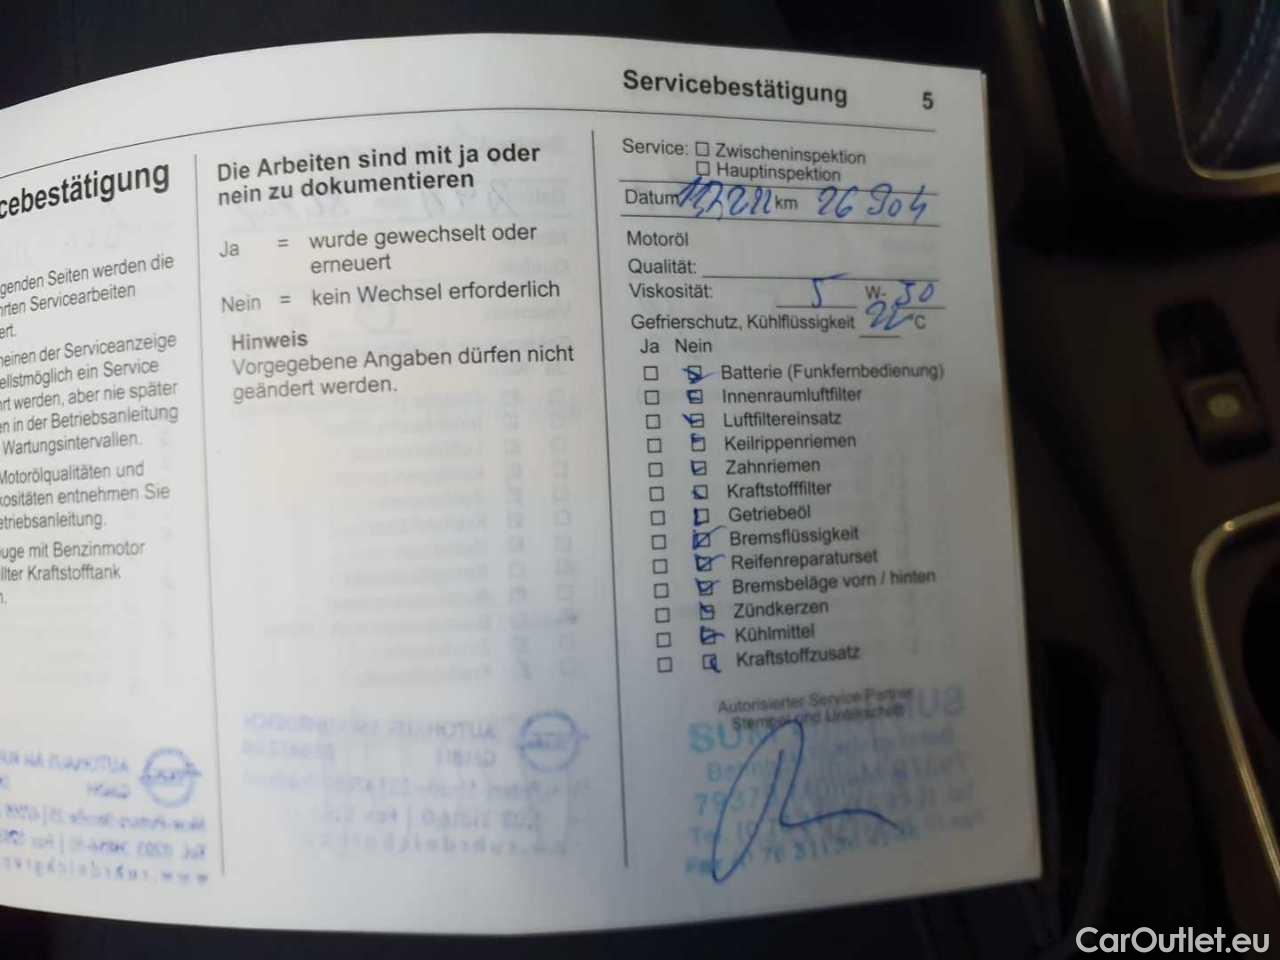 Servicebestätigung 5
cebestätigung
genden Seiten werden die
rten Servicearbeiten
ert.
einen der Serviceanzeige
ellstmöglich ein Service
rt werden, aber nie später
en in der Betriebsanleitung
Wartungsintervallen.
Motorölqualitäten und
kositäten entnehmen Sie
etriebsanleitung.
uge mit Benzinmotor
llter Kraftstofftank
n.
Die Arbeiten sind mit ja oder
nein zu dokumentieren
Ja = wurde gewechselt oder
erneuert
Nein = kein Wechsel erforderlich
Hinweis
Vorgegebene Angaben dürfen nicht
geändert werden.
Service: Zwischeninspektion
Hauptinspektion
Datum km 26 904
Motoröl
Qualität:
Viskosität: 5 W- 30
Gefrierschutz, Kühlflüssigkeit 22 °C
Ja Nein
Batterie (Funkfernbedienung)
Innenraumluftfilter
Luftfiltereinsatz
Keilrippenriemen
Zahnriemen
Kraftstofffilter
Getriebeöl
Bremsflüssigkeit
Reifenreparaturset
Bremsbeläge vorn / hinten
Zündkerzen
Kühlmittel
Kraftstoffzusatz
Autorisierter Service Partner
Stempel und Unterschrift
CarOutlet.eu